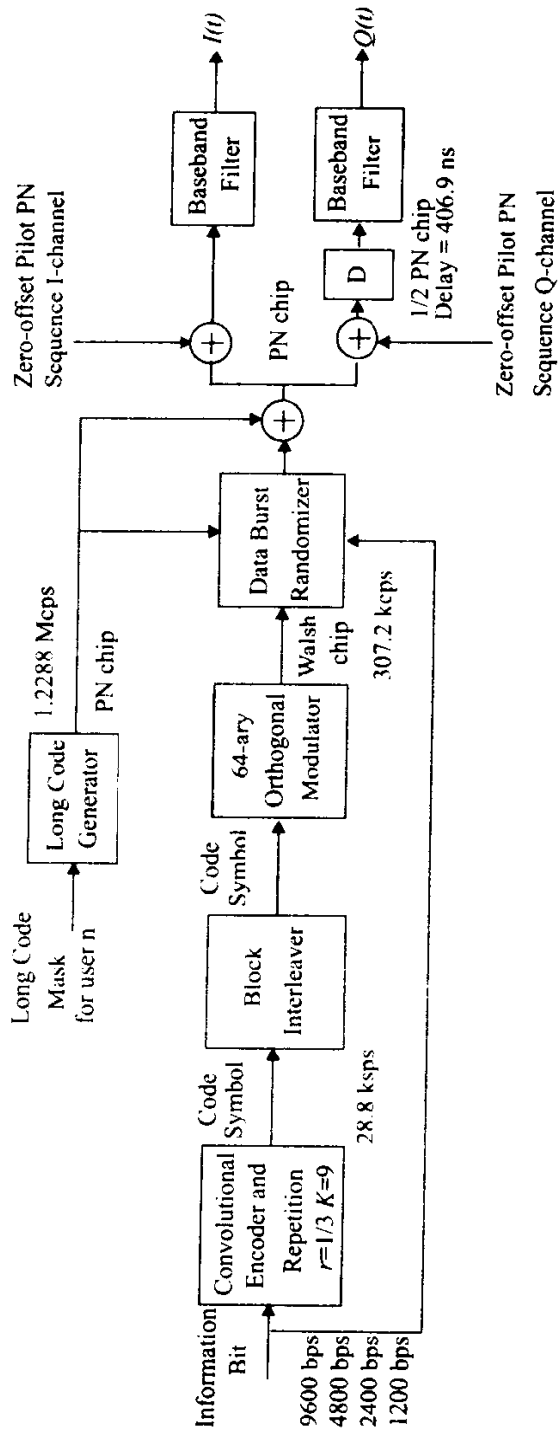 Information
Bit
9600 bps
4800 bps
2400 bps
1200 bps
Convolutional
Encoder and
Repetition
r=1/3 K=9
Code
Symbol
28.8 ksps
Block
Interleaver
Code
Symbol
64-ary
Orthogonal
Modulator
Walsh
chip
307.2 kcps
Data Burst
Randomizer
Long Code
Mask
for user n
Long Code
Generator
1.2288 Mcps
PN chip
Zero-offset Pilot PN
Sequence I-channel
PN chip
Baseband
Filter
I(t)
D
1/2 PN chip
Delay = 406.9 ns
Baseband
Filter
Q(t)
Zero-offset Pilot PN
Sequence Q-channel